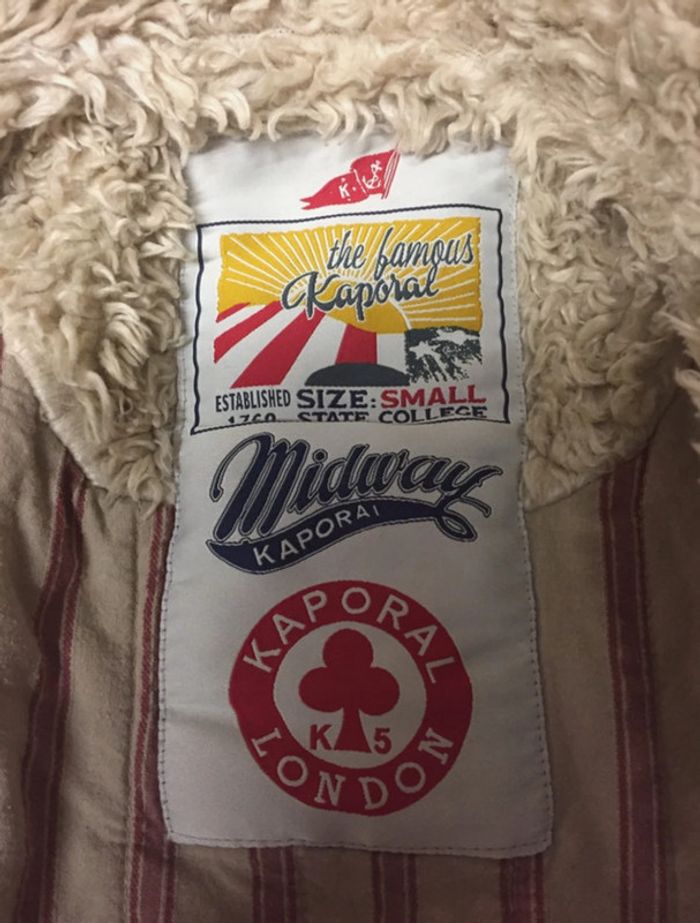 K
the famous
Kaporal
ESTABLISHED SIZE: SMALL
STATE COLLEGE
Midway
KAPORAL
KAPORAL
K 5
LONDON